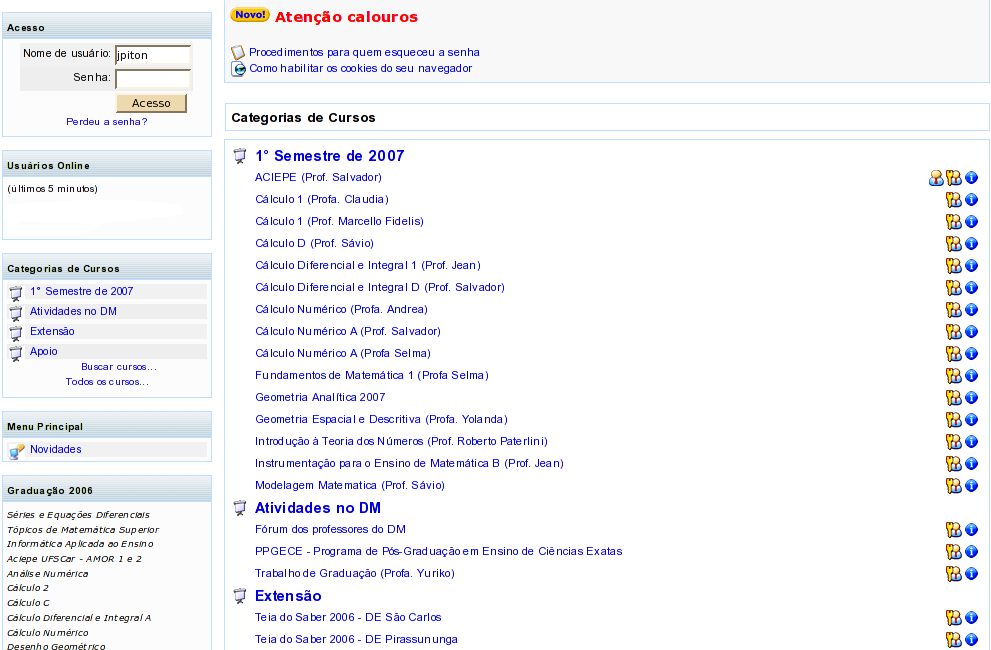 Acesso
Nome de usuário: jpiton
Senha:
Acesso
Perdeu a senha?
Usuários Online
(últimos 5 minutos)
Categorias de Cursos
1° Semestre de 2007
Atividades no DM
Extensão
Apoio
Buscar cursos...
Todos os cursos...
Menu Principal
Novidades
Graduação 2006
Séries e Equações Diferenciais
Tópicos de Matemática Superior
Informática Aplicada ao Ensino
Aciepe UFSCar - AMOR 1 e 2
Análise Numérica
Cálculo 2
Cálculo C
Cálculo Diferencial e Integral A
Cálculo Numérico
Desenho Geométrico
Novo! Atenção calouros
Procedimentos para quem esqueceu a senha
Como habilitar os cookies do seu navegador
Categorias de Cursos
1° Semestre de 2007
ACIEPE (Prof. Salvador)
Cálculo 1 (Profa. Claudia)
Cálculo 1 (Prof. Marcello Fidelis)
Cálculo D (Prof. Sávio)
Cálculo Diferencial e Integral 1 (Prof. Jean)
Cálculo Diferencial e Integral D (Prof. Salvador)
Cálculo Numérico (Profa. Andrea)
Cálculo Numérico A (Prof. Salvador)
Cálculo Numérico A (Profa Selma)
Fundamentos de Matemática 1 (Profa Selma)
Geometria Analítica 2007
Geometria Espacial e Descritiva (Profa. Yolanda)
Introdução à Teoria dos Números (Prof. Roberto Paterlini)
Instrumentação para o Ensino de Matemática B (Prof. Jean)
Modelagem Matematica (Prof. Sávio)
Atividades no DM
Fórum dos professores do DM
PPGECE - Programa de Pós-Graduação em Ensino de Ciências Exatas
Trabalho de Graduação (Profa. Yuriko)
Extensão
Teia do Saber 2006 - DE São Carlos
Teia do Saber 2006 - DE Pirassununga